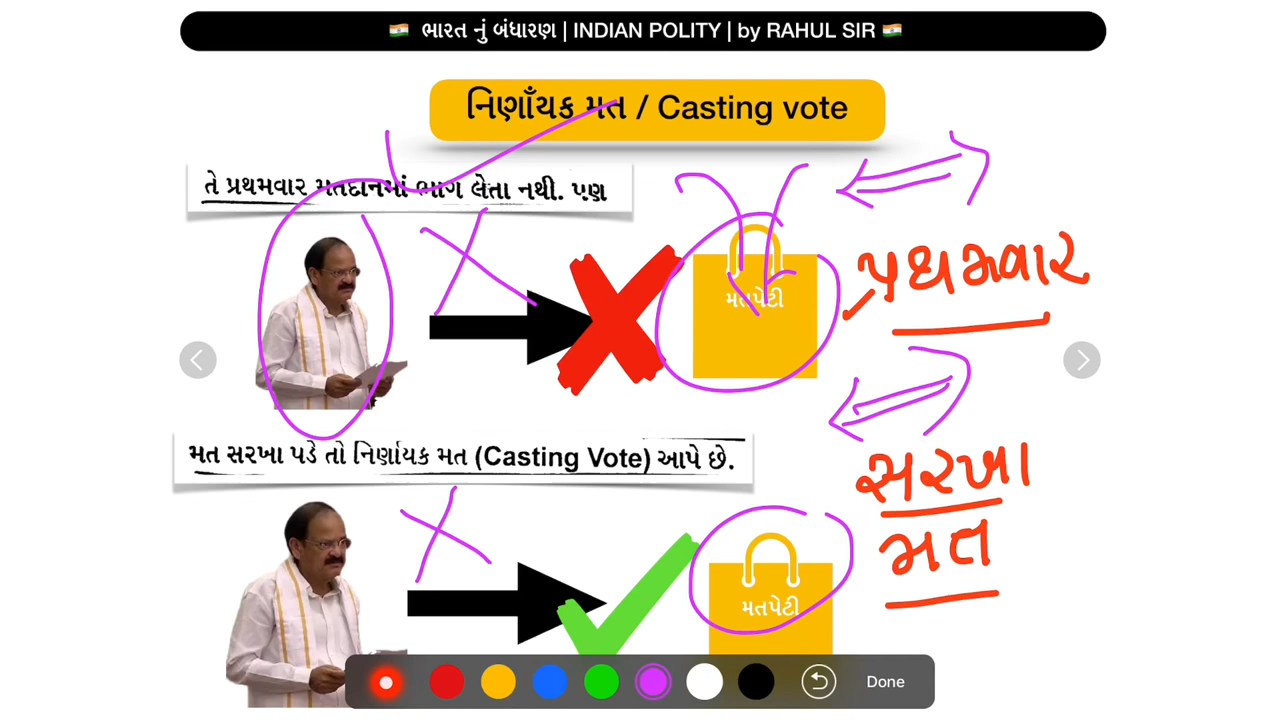 🇮🇳 ભારત નું બંધારણ | INDIAN POLITY | by RAHUL SIR 🇮🇳
નિર્ણાયક મત / Casting vote
તે પ્રથમવાર મતદાનમાં ભાગ લેતા નથી. પણ
મતપેટી
પ્રથમવાર
મત સરખા પડે તો નિર્ણાયક મત (Casting Vote) આપે છે.
સરખા
મત
મતપેટી
Done